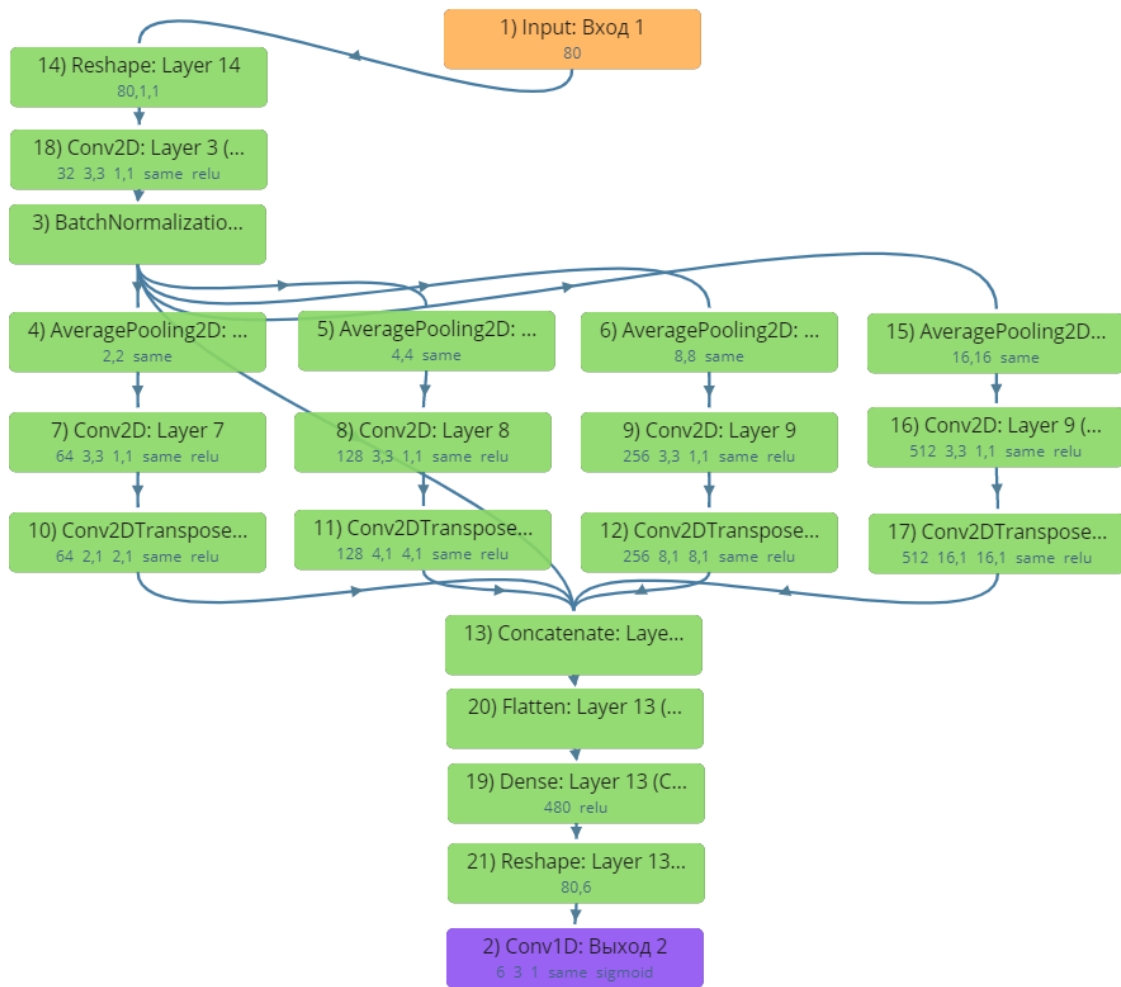 1) Input: Вход 1
80
14) Reshape: Layer 14
80,1,1
18) Conv2D: Layer 3 (...
32 3,3 1,1 same relu
3) BatchNormalizatio...
4) AveragePooling2D: ...
2,2 same
5) AveragePooling2D: ...
4,4 same
6) AveragePooling2D: ...
8,8 same
15) AveragePooling2D...
16,16 same
7) Conv2D: Layer 7
64 3,3 1,1 same relu
8) Conv2D: Layer 8
128 3,3 1,1 same relu
9) Conv2D: Layer 9
256 3,3 1,1 same relu
16) Conv2D: Layer 9 (...
512 3,3 1,1 same relu
10) Conv2DTranspose...
64 2,1 2,1 same relu
11) Conv2DTranspose...
128 4,1 4,1 same relu
12) Conv2DTranspose...
256 8,1 8,1 same relu
17) Conv2DTranspose...
512 16,1 16,1 same relu
13) Concatenate: Laye...
20) Flatten: Layer 13 (...
19) Dense: Layer 13 (C...
480 relu
21) Reshape: Layer 13...
80,6
2) Conv1D: Выход 2
6 3 1 same sigmoid